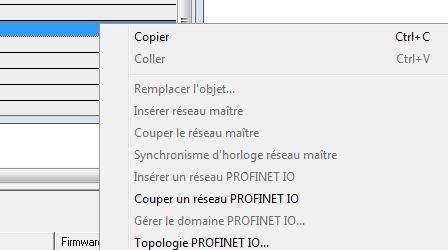 Copier Ctrl+C
Coller Ctrl+V
Remplacer l'objet...
Insérer réseau maître
Couper le réseau maître
Synchronisme d'horloge réseau maître
Insérer un réseau PROFINET IO
Couper un réseau PROFINET IO
Gérer le domaine PROFINET IO...
Topologie PROFINET IO...